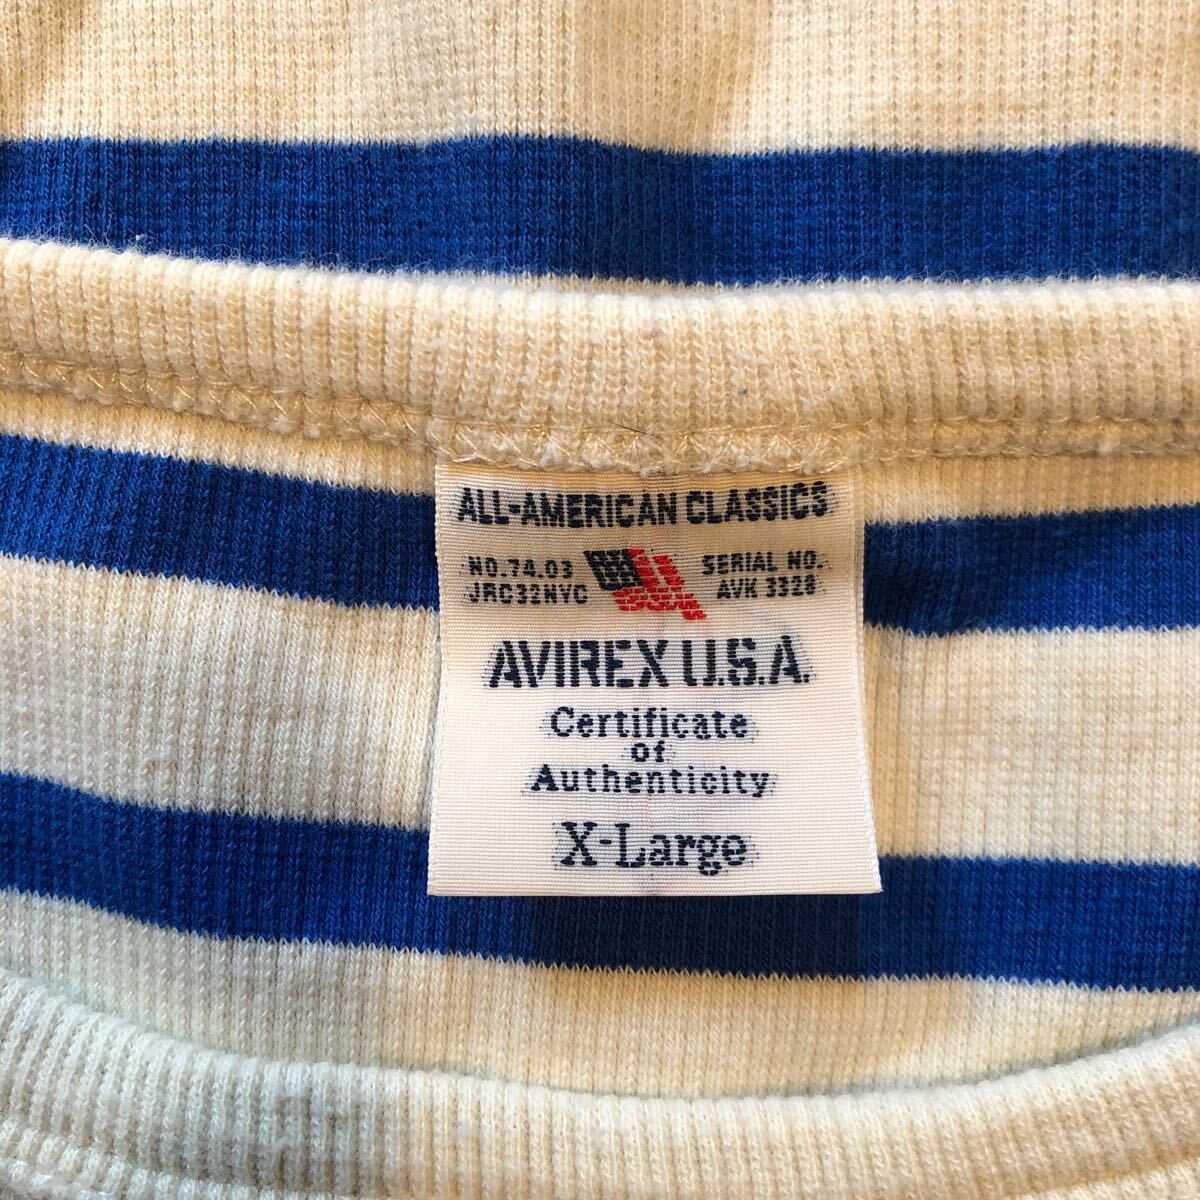 ALL-AMERICAN CLASSICS
NO.74.03
JRC32NYC
SERIAL NO.
AVK 3328
AVIREX U.S.A.
Certificate
of
Authenticity
X-Large